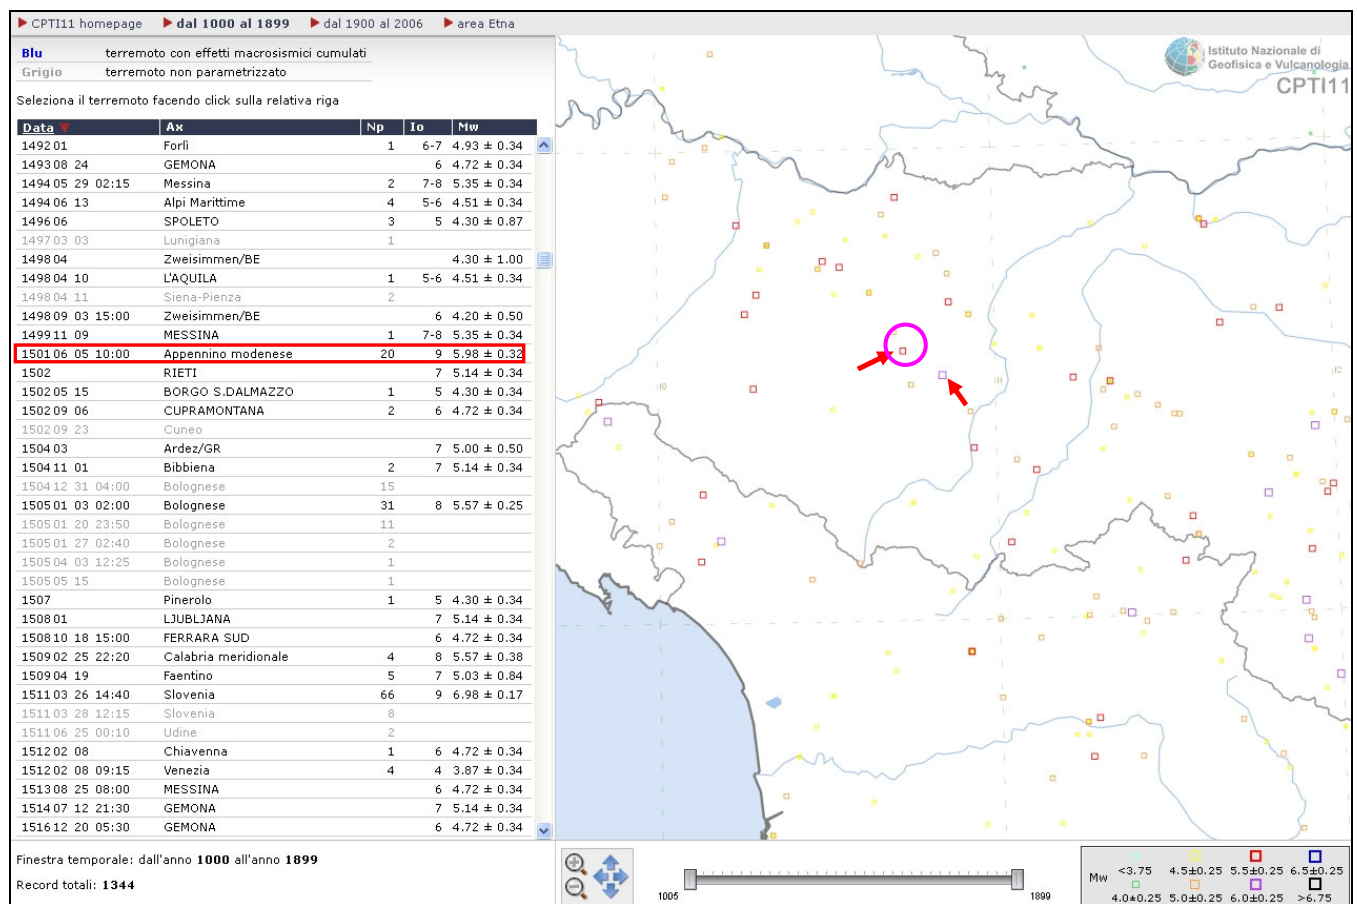 CPTI11 homepage dal 1000 al 1899 dal 1900 al 2006 area Etna
Blu terremoto con effetti macrosismici cumulati
Grigio terremoto non parametrizzato
Seleziona il terremoto facendo click sulla relativa riga
Data Ax Np Io Mw
1492 01 Forlì 1 6-7 4.93 ± 0.34
1493 08 24 GEMONA 6 4.72 ± 0.34
1494 05 29 02:15 Messina 2 7-8 5.35 ± 0.34
1494 06 13 Alpi Marittime 4 5-6 4.51 ± 0.34
1496 06 SPOLETO 3 5 4.30 ± 0.87
1497 03 03 Lunigiana 1
1498 04 Zweisimmen/BE 4.30 ± 1.00
1498 04 10 L'AQUILA 1 5-6 4.51 ± 0.34
1498 04 11 Siena-Pienza 2
1498 09 03 15:00 Zweisimmen/BE 6 4.20 ± 0.50
1499 11 09 MESSINA 1 7-8 5.35 ± 0.34
1501 06 05 10:00 Appennino modenese 20 9 5.98 ± 0.32
1502 RIETI 7 5.14 ± 0.34
1502 05 15 BORGO S.DALMAZZO 1 5 4.30 ± 0.34
1502 09 06 CUPRAMONTANA 2 6 4.72 ± 0.34
1502 09 23 Cuneo
1504 03 Ardez/GR 7 5.00 ± 0.50
1504 11 01 Bibbiena 2 7 5.14 ± 0.34
1504 12 31 04:00 Bolognese 15
1505 01 03 02:00 Bolognese 31 8 5.57 ± 0.25
1505 01 20 23:50 Bolognese 11
1505 01 27 02:40 Bolognese 2
1505 04 03 12:25 Bolognese 1
1505 05 15 Bolognese 1
1507 Pinerolo 1 5 4.30 ± 0.34
1508 01 LJUBLJANA 7 5.14 ± 0.34
1508 10 18 15:00 FERRARA SUD 6 4.72 ± 0.34
1509 02 25 22:20 Calabria meridionale 4 8 5.57 ± 0.38
1509 04 19 Faentino 5 7 5.03 ± 0.84
1511 03 26 14:40 Slovenia 66 9 6.98 ± 0.17
1511 03 28 12:15 Slovenia 8
1511 06 25 00:10 Udine 2
1512 02 08 Chiavenna 1 6 4.72 ± 0.34
1512 02 08 09:15 Venezia 4 4 3.87 ± 0.34
1513 08 25 08:00 MESSINA 6 4.72 ± 0.34
1514 07 12 21:30 GEMONA 7 5.14 ± 0.34
1516 12 20 05:30 GEMONA 6 4.72 ± 0.34
Finestra temporale: dall'anno 1000 all'anno 1899
Record totali: 1344
Istituto Nazionale di
Geofisica e Vulcanologia
CPTI11
10 11 12
1005 1899
Mw <3.75 4.5±0.25 5.5±0.25 6.5±0.25
4.0±0.25 5.0±0.25 6.0±0.25 >6.75